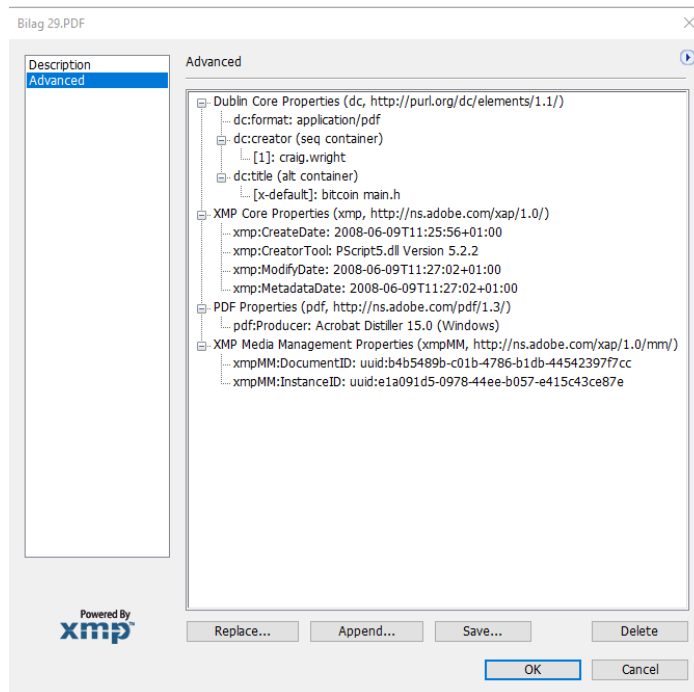 Bilag 29.PDF
Description
Advanced
Advanced
Dublin Core Properties (dc, http://purl.org/dc/elements/1.1/)
dc:format: application/pdf
dc:creator (seq container)
[1]: craig.wright
dc:title (alt container)
[x-default]: bitcoin main.h
XMP Core Properties (xmp, http://ns.adobe.com/xap/1.0/)
xmp:CreateDate: 2008-06-09T11:25:56+01:00
xmp:CreatorTool: PScript5.dll Version 5.2.2
xmp:ModifyDate: 2008-06-09T11:27:02+01:00
xmp:MetadataDate: 2008-06-09T11:27:02+01:00
PDF Properties (pdf, http://ns.adobe.com/pdf/1.3/)
pdf:Producer: Acrobat Distiller 15.0 (Windows)
XMP Media Management Properties (xmpMM, http://ns.adobe.com/xap/1.0/mm/)
xmpMM:DocumentID: uuid:b4b5489b-c01b-4786-b1db-44542397f7cc
xmpMM:InstanceID: uuid:e1a091d5-0978-44ee-b057-e415c43ce87e
Powered By
xmp™
Replace... Append... Save... Delete
OK Cancel